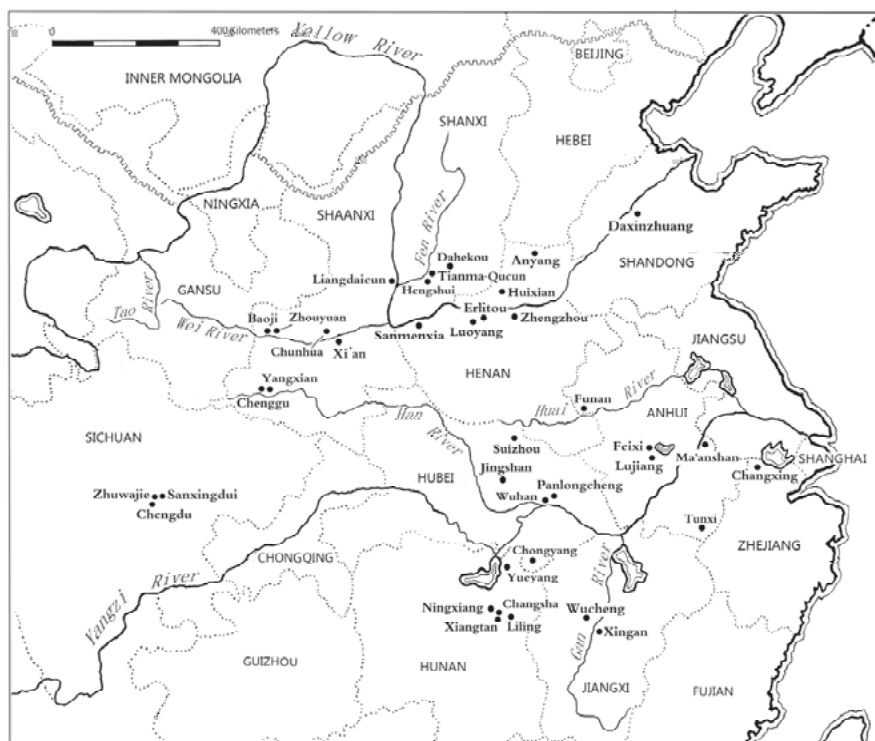 0 400 Kilometers
Yellow River
BEIJING
INNER MONGOLIA
SHANXI
HEBEI
NINGXIA
SHAANXI
Fen River
Daxinzhuang
Dahekou
Anyang
Tianma-Qucun
SHANDONG
Liangdaicun
Hengshui
Huixian
GANSU
Tao River
Erlitou
Wei River
Baoji
Zhouyuan
Zhengzhou
Sanmenxia
Luoyang
Chunhua
Xi'an
JIANGSU
HENAN
Yangxian
Chenggu
Funan
Han River
Huai River
ANHUI
SICHUAN
Suizhou
Feixi
Ma'anshan
SHANGHAI
Lujiang
Jingshan
HUBEI
Changxing
Zhuwajie
Sanxingdui
Wuhan
Panlongcheng
Chengdu
Tunxi
ZHEJIANG
CHONGQING
Chongyang
Yangzi River
Yueyang
Gan River
Ningxiang
Changsha
Wucheng
Xiangtan
Liling
Xingan
GUIZHOU
HUNAN
JIANGXI
FUJIAN